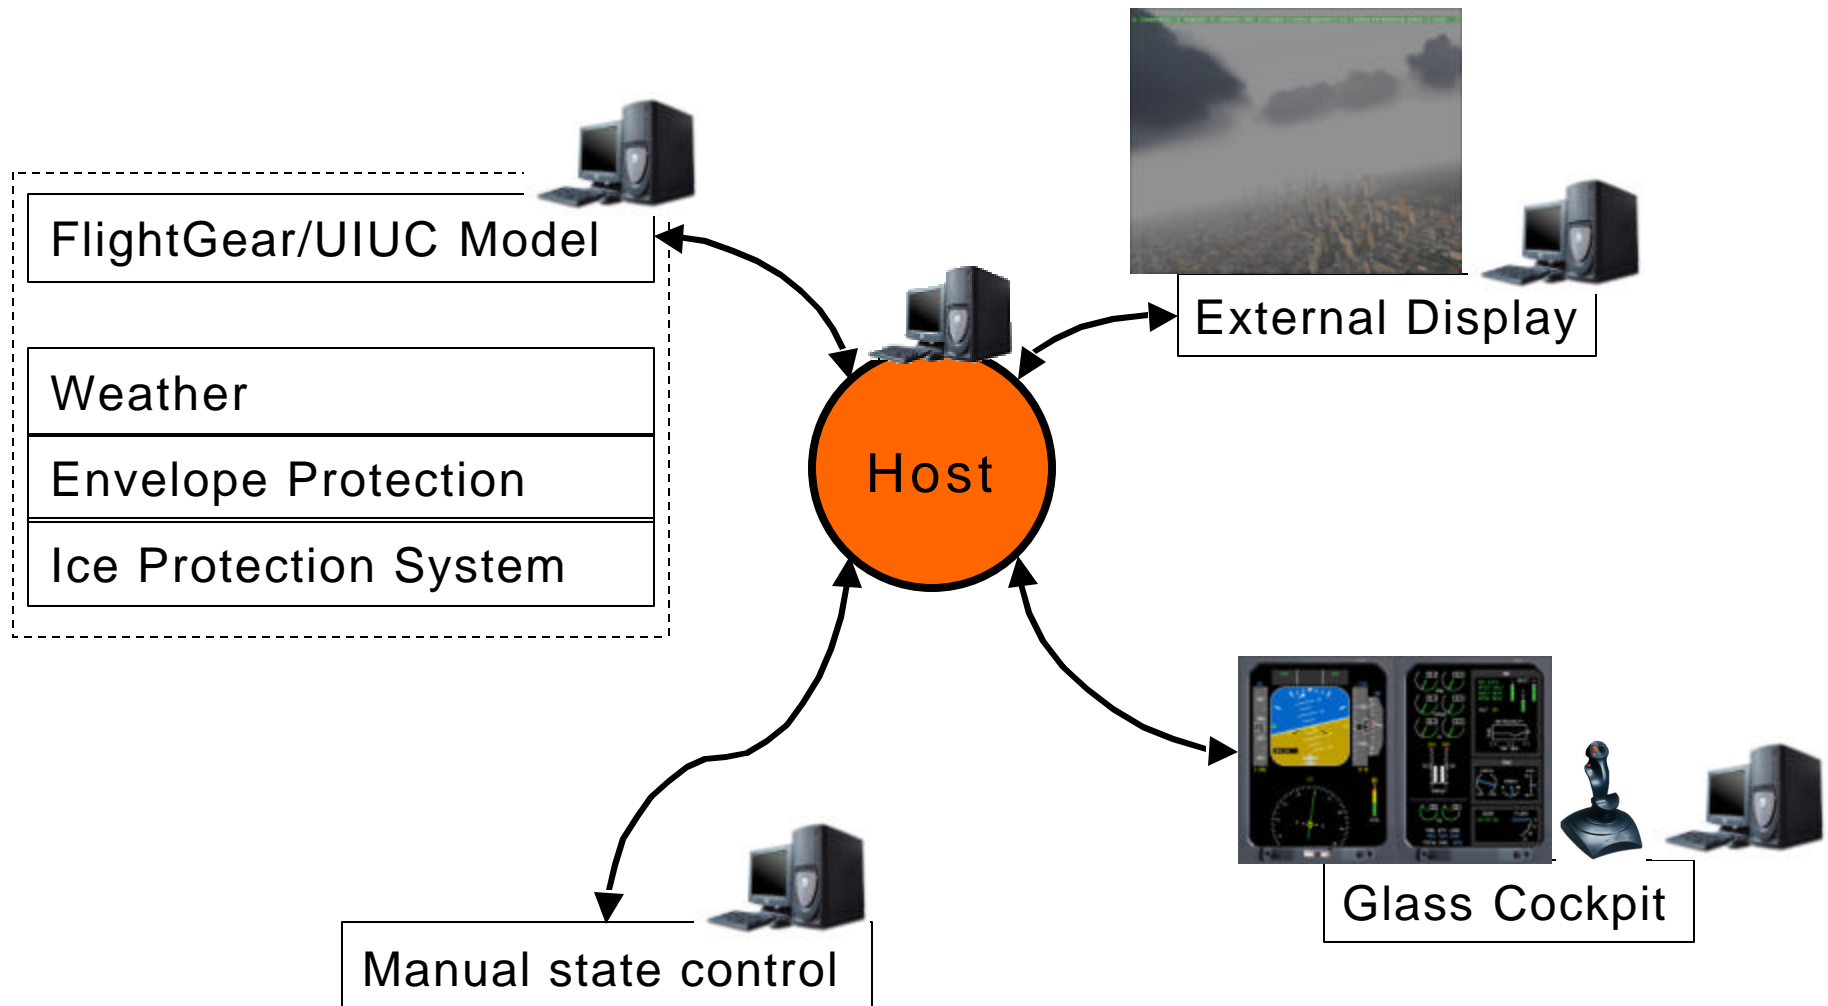 FlightGear/UIUC Model
Weather
Envelope Protection
Ice Protection System
Host
External Display
Glass Cockpit
Manual state control